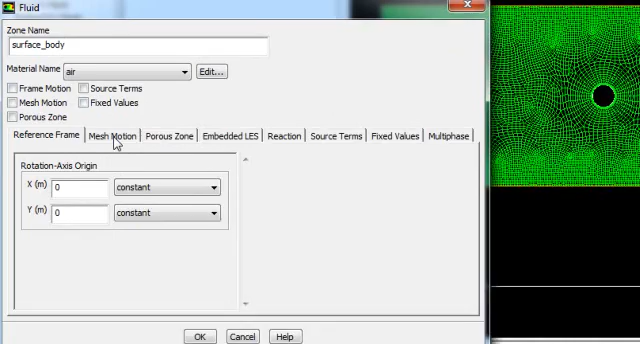 Fluid
Zone Name
surface_body
Material Name air Edit...
Frame Motion Source Terms
Mesh Motion Fixed Values
Porous Zone
Reference Frame Mesh Motion Porous Zone Embedded LES Reaction Source Terms Fixed Values Multiphase
Rotation-Axis Origin
X (m) 0 constant
Y (m) 0 constant
OK Cancel Help